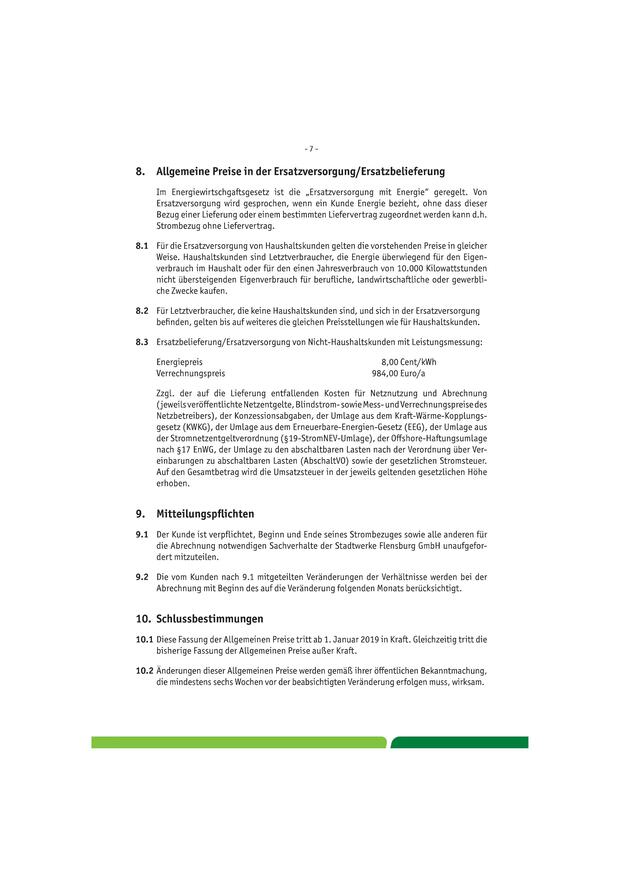 - 7 -
8. Allgemeine Preise in der Ersatzversorgung/Ersatzbelieferung
Im Energiewirtschgaftsgesetz ist die „Ersatzversorgung mit Energie“ geregelt. Von
Ersatzversorgung wird gesprochen, wenn ein Kunde Energie bezieht, ohne dass dieser
Bezug einer Lieferung oder einem bestimmten Liefervertrag zugeordnet werden kann d.h.
Strombezug ohne Liefervertrag.
8.1 Für die Ersatzversorgung von Haushaltskunden gelten die vorstehenden Preise in gleicher
Weise. Haushaltskunden sind Letztverbraucher, die Energie überwiegend für den Eigen-
verbrauch im Haushalt oder für den einen Jahresverbrauch von 10.000 Kilowattstunden
nicht übersteigenden Eigenverbrauch für berufliche, landwirtschaftliche oder gewerbli-
che Zwecke kaufen.
8.2 Für Letztverbraucher, die keine Haushaltskunden sind, und sich in der Ersatzversorgung
befinden, gelten bis auf weiteres die gleichen Preisstellungen wie für Haushaltskunden.
8.3 Ersatzbelieferung/Ersatzversorgung von Nicht-Haushaltskunden mit Leistungsmessung:
Energiepreis 8,00 Cent/kWh
Verrechnungspreis 984,00 Euro/a
Zzgl. der auf die Lieferung entfallenden Kosten für Netznutzung und Abrechnung
(jeweils veröffentlichte Netzentgelte, Blindstrom- sowie Mess- und Verrechnungspreise des
Netzbetreibers), der Konzessionsabgaben, der Umlage aus dem Kraft-Wärme-Kopplungs-
gesetz (KWKG), der Umlage aus dem Erneuerbare-Energien-Gesetz (EEG), der Umlage aus
der Stromnetzentgeltverordnung (§19-StromNEV-Umlage), der Offshore-Haftungsumlage
nach §17 EnWG, der Umlage zu den abschaltbaren Lasten nach der Verordnung über Ver-
einbarungen zu abschaltbaren Lasten (AbschaltVO) sowie der gesetzlichen Stromsteuer.
Auf den Gesamtbetrag wird die Umsatzsteuer in der jeweils geltenden gesetzlichen Höhe
erhoben.
9. Mitteilungspflichten
9.1 Der Kunde ist verpflichtet, Beginn und Ende seines Strombezuges sowie alle anderen für
die Abrechnung notwendigen Sachverhalte der Stadtwerke Flensburg GmbH unaufgefor-
dert mitzuteilen.
9.2 Die vom Kunden nach 9.1 mitgeteilten Veränderungen der Verhältnisse werden bei der
Abrechnung mit Beginn des auf die Veränderung folgenden Monats berücksichtigt.
10. Schlussbestimmungen
10.1 Diese Fassung der Allgemeinen Preise tritt ab 1. Januar 2019 in Kraft. Gleichzeitig tritt die
bisherige Fassung der Allgemeinen Preise außer Kraft.
10.2 Änderungen dieser Allgemeinen Preise werden gemäß ihrer öffentlichen Bekanntmachung,
die mindestens sechs Wochen vor der beabsichtigten Veränderung erfolgen muss, wirksam.